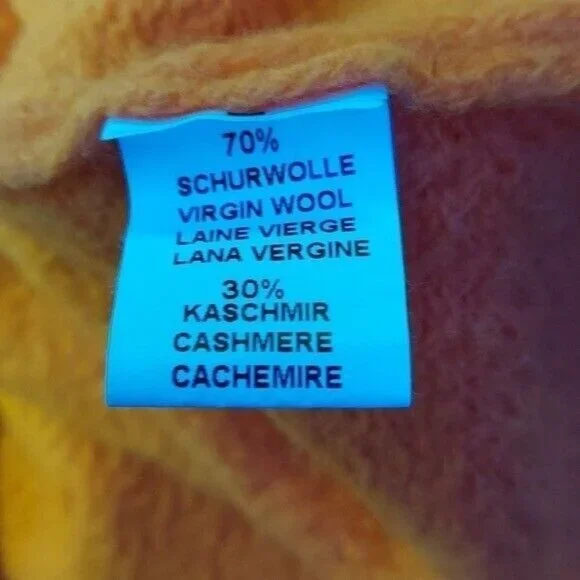 70%
SCHURWOLLE
VIRGIN WOOL
LAINE VIERGE
LANA VERGINE
30%
KASCHMIR
CASHMERE
CACHEMIRE